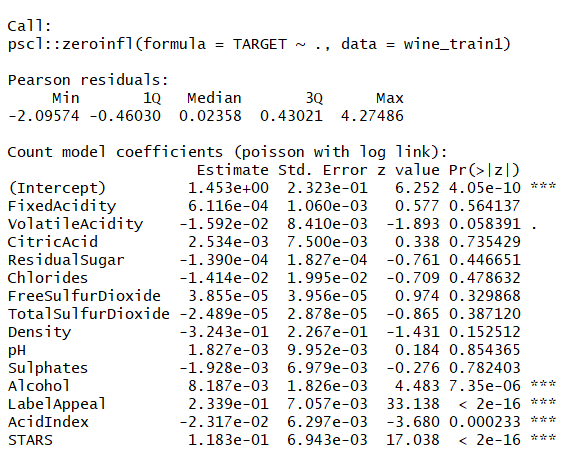 Call:
pscl::zeroinfl(formula = TARGET ~ ., data = wine_train1)
Pearson residuals:
Min 1Q Median 3Q Max
-2.09574 -0.46030 0.02358 0.43021 4.27486
Count model coefficients (poisson with log link):
Estimate Std. Error z value Pr(>|z|)
(Intercept) 1.453e+00 2.323e-01 6.252 4.05e-10 ***
FixedAcidity 6.116e-04 1.060e-03 0.577 0.564137
VolatileAcidity -1.592e-02 8.410e-03 -1.893 0.058391 .
CitricAcid 2.534e-03 7.500e-03 0.338 0.735429
ResidualSugar -1.390e-04 1.827e-04 -0.761 0.446651
Chlorides -1.414e-02 1.995e-02 -0.709 0.478632
FreeSulfurDioxide 3.855e-05 3.956e-05 0.974 0.329868
TotalSulfurDioxide -2.489e-05 2.878e-05 -0.865 0.387120
Density -3.243e-01 2.267e-01 -1.431 0.152512
pH 1.827e-03 9.952e-03 0.184 0.854365
Sulphates -1.928e-03 6.979e-03 -0.276 0.782403
Alcohol 8.187e-03 1.826e-03 4.483 7.35e-06 ***
LabelAppeal 2.339e-01 7.057e-03 33.138 < 2e-16 ***
AcidIndex -2.317e-02 6.297e-03 -3.680 0.000233 ***
STARS 1.183e-01 6.943e-03 17.038 < 2e-16 ***